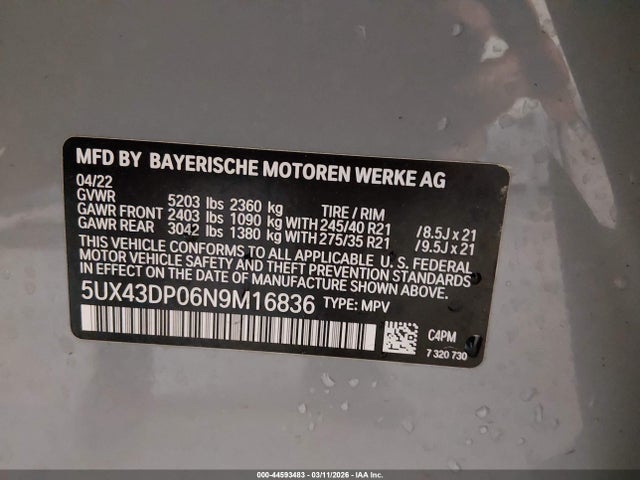 MFD BY BAYERISCHE MOTOREN WERKE AG
04/22
GVWR 5203 lbs 2360 kg TIRE / RIM
GAWR FRONT 2403 lbs 1090 kg WITH 245/40 R21 / 8.5J x 21
GAWR REAR 3042 lbs 1380 kg WITH 275/35 R21 / 9.5J x 21
THIS VEHICLE CONFORMS TO ALL APPLICABLE U. S. FEDERAL
MOTOR VEHICLE SAFETY AND THEFT PREVENTION STANDARDS
IN EFFECT ON THE DATE OF MANUFACTURE SHOWN ABOVE.
5UX43DP06N9M16836 TYPE: MPV
C4PM
7 320 730
000-44593483 - 03/11/2026 - IAA Inc.